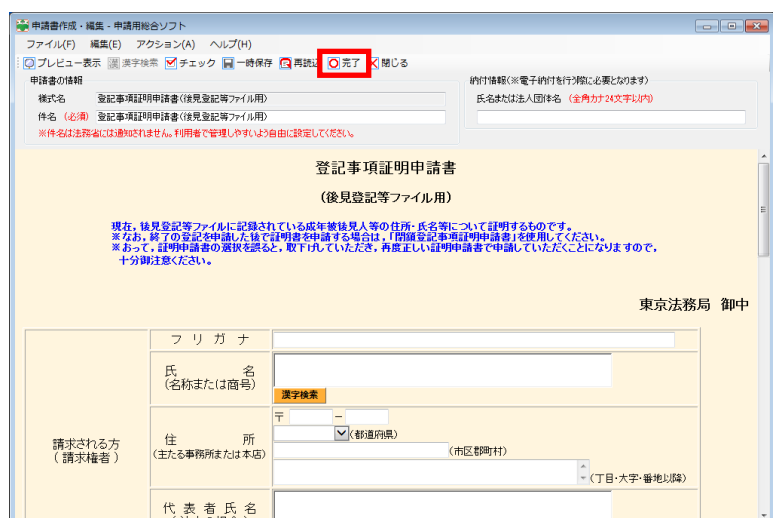 申請書作成・編集 - 申請用総合ソフト
ファイル(F) 編集(E) アクション(A) ヘルプ(H)
プレビュー表示 漢 漢字検索 チェック 一時保存 再読込 完了 閉じる
申請書の情報
様式名 登記事項証明申請書(後見登記等ファイル用)
件名 (必須) 登記事項証明申請書(後見登記等ファイル用)
※件名は法務省には通知されません。利用者で管理しやすいよう自由に設定してください。
納付情報(※電子納付を行う際に必要となります)
氏名または法人団体名 (全角カナ24文字以内)
登記事項証明申請書
(後見登記等ファイル用)
現在,後見登記等ファイルに記録されている成年被後見人等の住所・氏名等について証明するものです。
※なお,終了の登記を申請した後で証明書を申請する場合は,「閉鎖登記事項証明申請書」を使用してください。
※おって,証明申請書の選択を誤ると,取下げしていただき,再度正しい証明申請書で申請していただくことになりますので,
十分御注意ください。
東京法務局 御中
フリガナ
氏 名
(名称または商号)
漢字検索
請求される方
(請求権者)
住 所
(主たる事務所または本店)
〒 -
(都道府県)
(市区郡町村)
(丁目・大字・番地以降)
代表者氏名